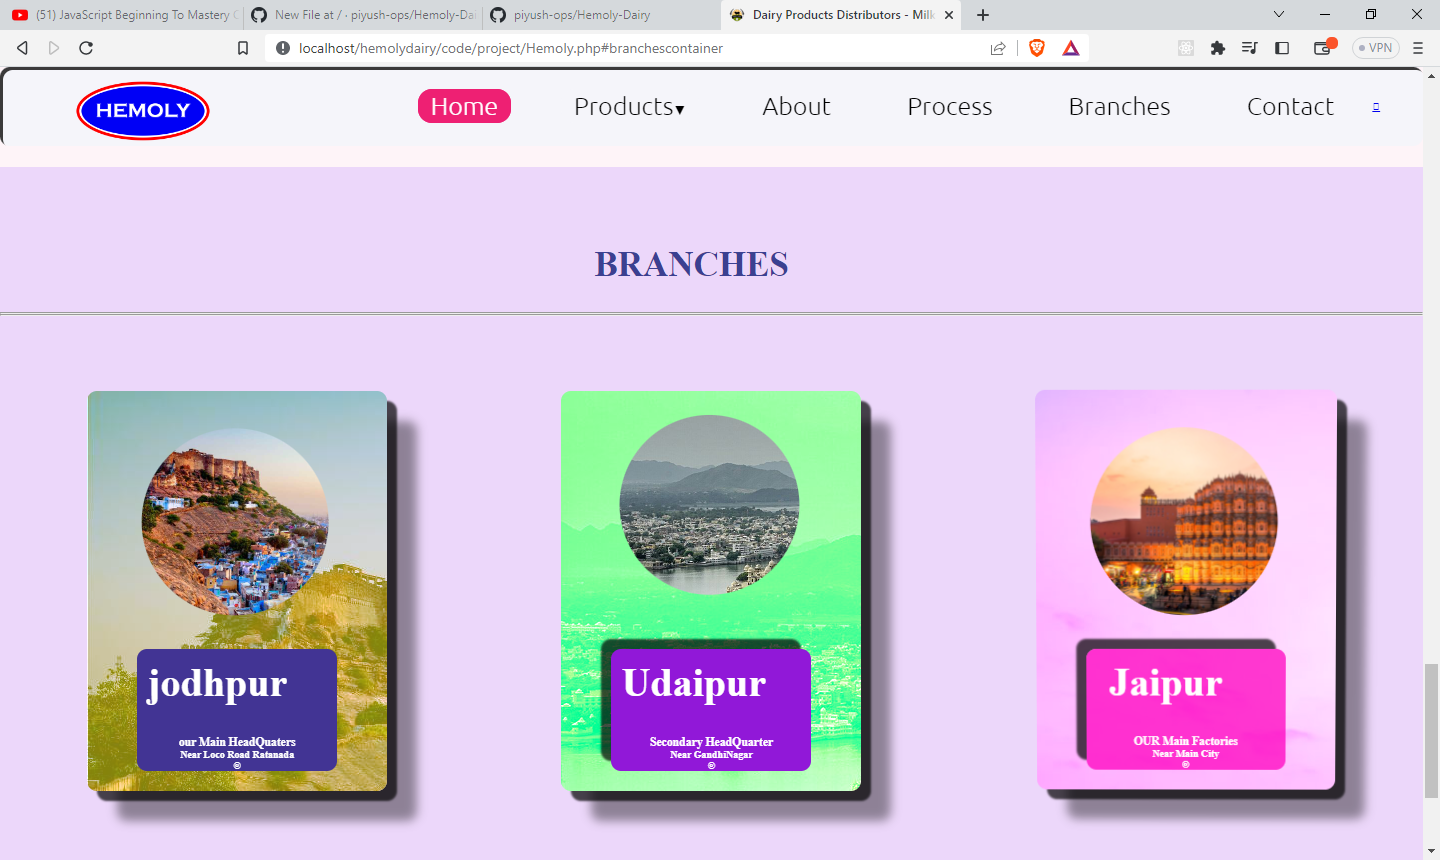 (51) JavaScript Beginning To Mastery C
New File at / · piyush-ops/Hemoly-Dai
piyush-ops/Hemoly-Dairy
Dairy Products Distributors - Milk
localhost/hemolydairy/code/project/Hemoly.php#branchescontainer
VPN
HEMOLY
Home
Products▼
About
Process
Branches
Contact
BRANCHES
jodhpur
our Main HeadQuaters
Near Loco Road Ratanada
©
Udaipur
Secondary HeadQuarter
Near GandhiNagar
©
Jaipur
OUR Main Factories
Near Main City
©